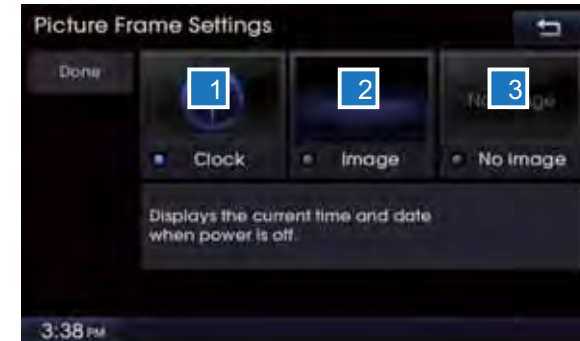 Picture Frame Settings
Done
1
2
3
Clock
Image
No Image
Displays the current time and date
when power is off.
3:38 PM